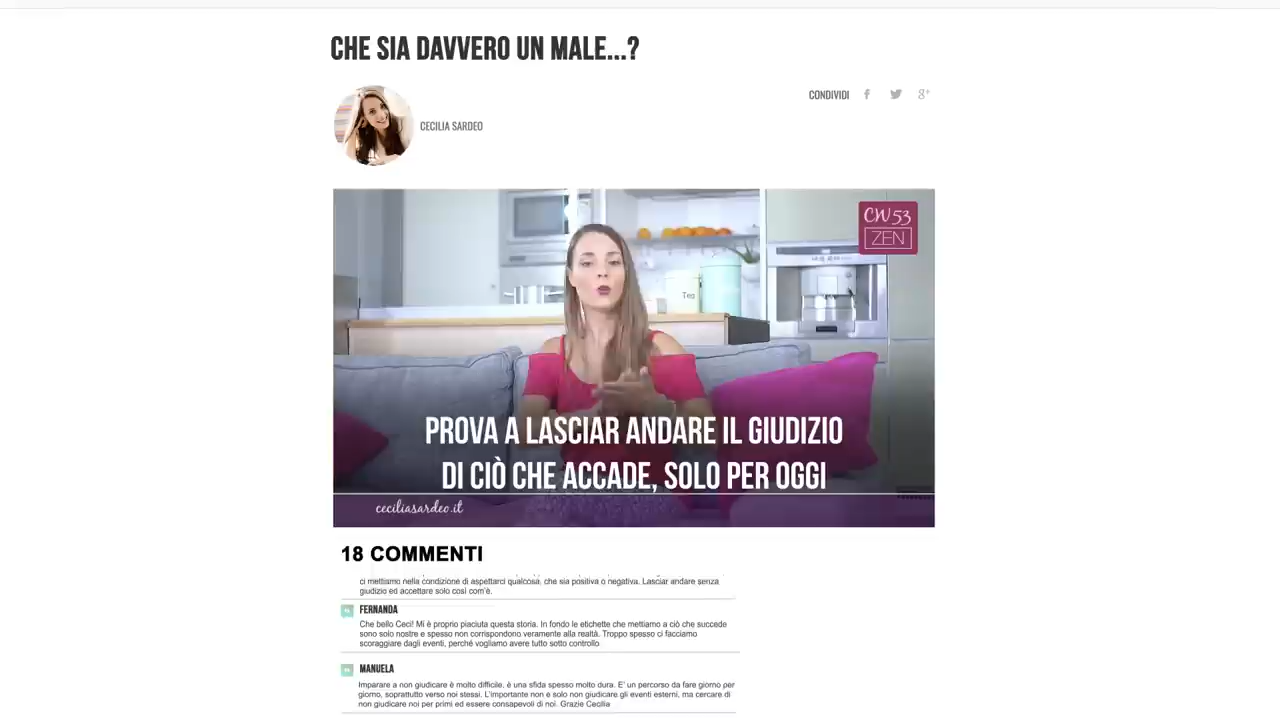 CHE SIA DAVVERO UN MALE...?
CONDIVIDI
CECILIA SARDEO
CW 53
ZEN
Tea
PROVA A LASCIAR ANDARE IL GIUDIZIO
DI CIÒ CHE ACCADE, SOLO PER OGGI
ceciliasardeo.it
18 COMMENTI
ci mettiamo nella condizione di aspettarci qualcosa, che sia positiva o negativa. Lasciar andare senza
giudizio ed accettare solo così com'è.
FERNANDA
Che bello Ceci! Mi è proprio piaciuta questa storia. In fondo le etichette che mettiamo a ciò che succede
sono solo nostre e spesso non corrispondono veramente alla realtà. Troppo spesso ci facciamo
scoraggiare dagli eventi, perché vogliamo avere tutto sotto controllo
MANUELA
Imparare a non giudicare è molto difficile, è una sfida spesso molto dura. E' un percorso da fare giorno per
giorno, soprattutto verso noi stessi. L'importante non è solo non giudicare gli eventi esterni, ma cercare di
non giudicare noi per primi ed essere consapevoli di noi. Grazie Cecilia